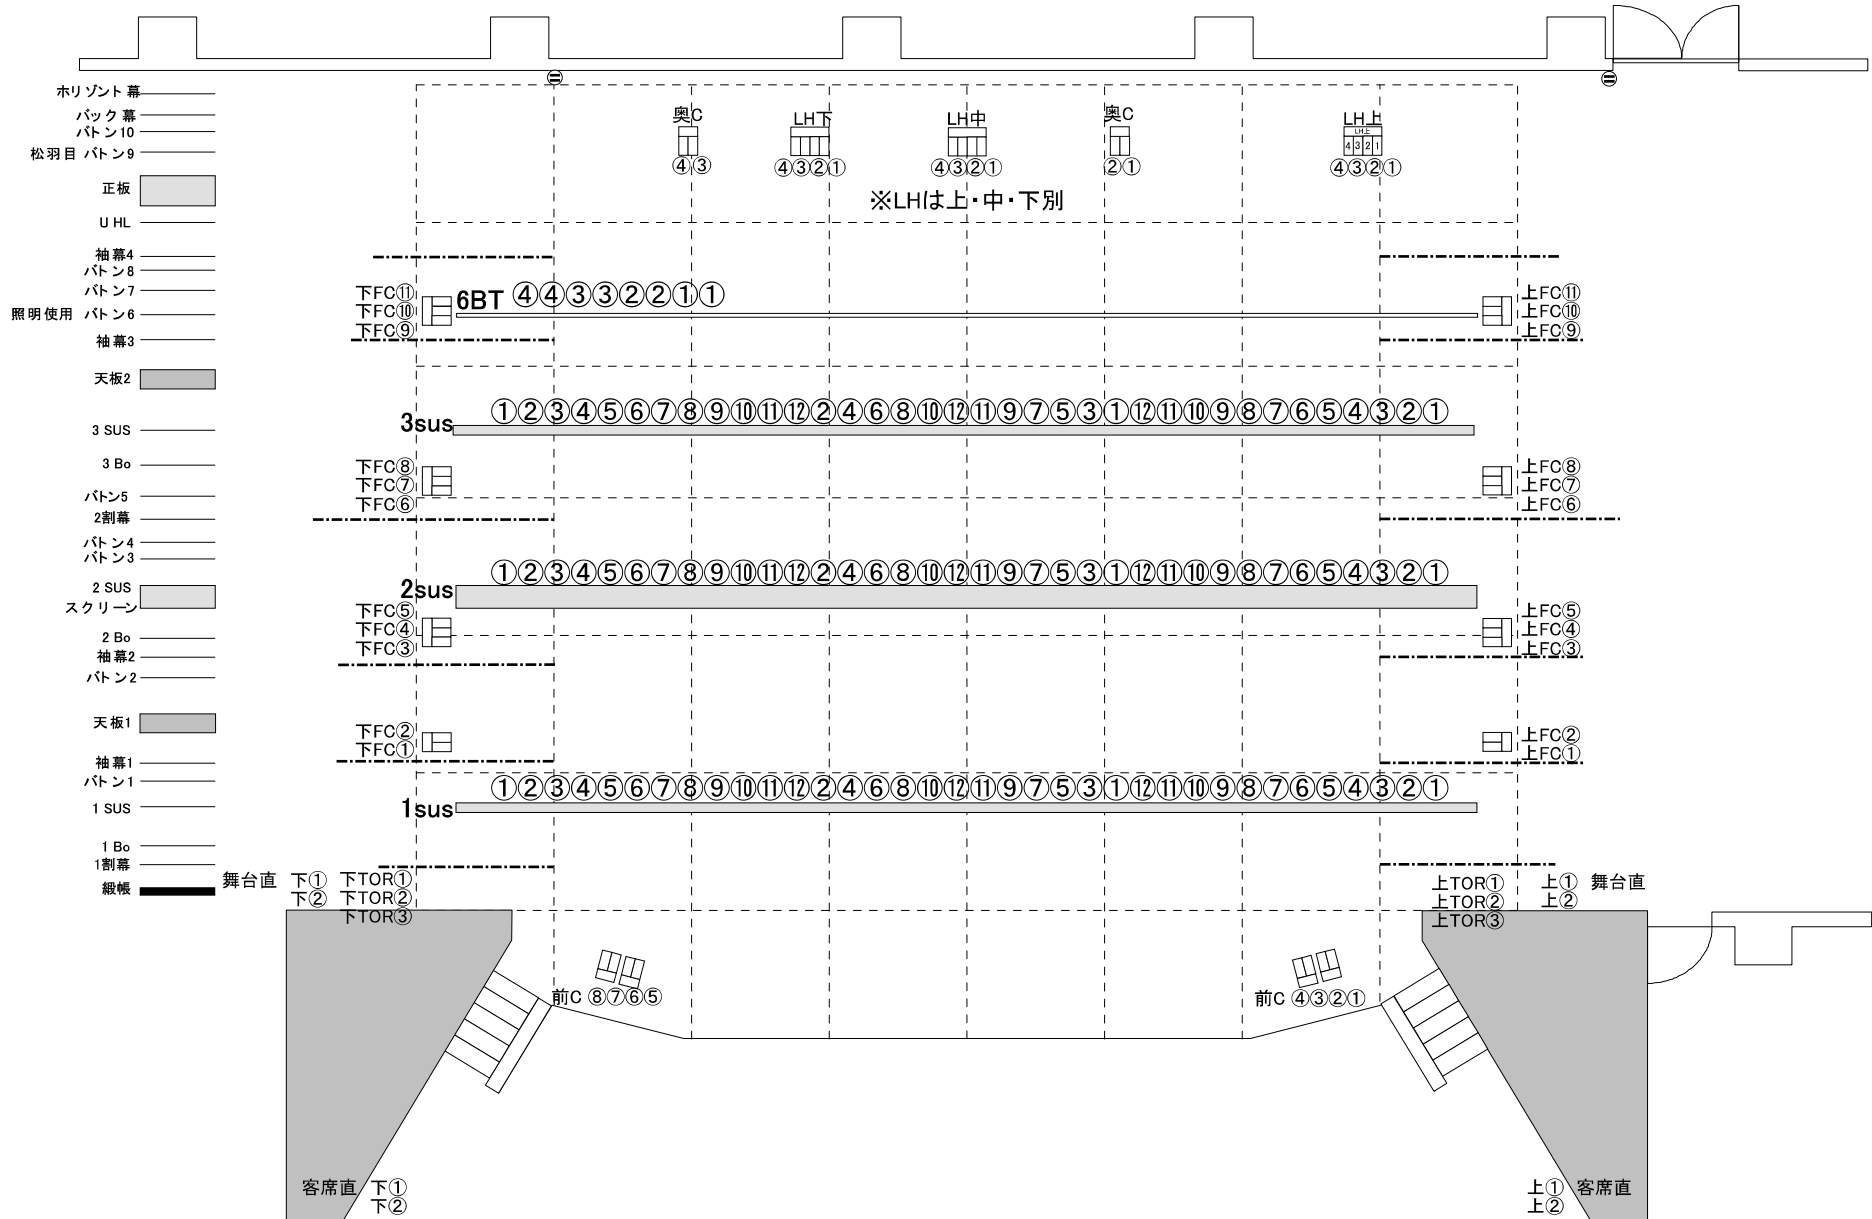 ホリゾント幕
バック幕
バトン10
松羽目 バトン9
正板
U HL
袖幕4
バトン8
バトン7
照明使用 バトン6
袖幕3
天板2
3 SUS
3 Bo
バトン5
2割幕
バトン4
バトン3
2 SUS
スクリーン
2 Bo
袖幕2
バトン2
天板1
袖幕1
バトン1
1 SUS
1 Bo
1割幕
緞帳
奥C
④③
LH下
④③②①
LH中
④③②①
奥C
②①
LH上
LH上
4 3 2 1
④③②①
※LHは上・中・下別
下FC⑪
下FC⑩
下FC⑨
6BT ④④③③②②①①
上FC⑪
上FC⑩
上FC⑨
3sus ①②③④⑤⑥⑦⑧⑨⑩⑪⑫②④⑥⑧⑩⑫⑪⑨⑦⑤③①⑫⑪⑩⑨⑧⑦⑥⑤④③②①
下FC⑧
下FC⑦
下FC⑥
上FC⑧
上FC⑦
上FC⑥
2sus ①②③④⑤⑥⑦⑧⑨⑩⑪⑫②④⑥⑧⑩⑫⑪⑨⑦⑤③①⑫⑪⑩⑨⑧⑦⑥⑤④③②①
下FC⑤
下FC④
下FC③
上FC⑤
上FC④
上FC③
下FC②
下FC①
上FC②
上FC①
1sus ①②③④⑤⑥⑦⑧⑨⑩⑪⑫②④⑥⑧⑩⑫⑪⑨⑦⑤③①⑫⑪⑩⑨⑧⑦⑥⑤④③②①
舞台直 下①
下②
下TOR①
下TOR②
下TOR③
上TOR①
上TOR②
上TOR③
上① 舞台直
上②
前C ⑧⑦⑥⑤
前C ④③②①
客席直 下①
下②
上① 客席直
上②